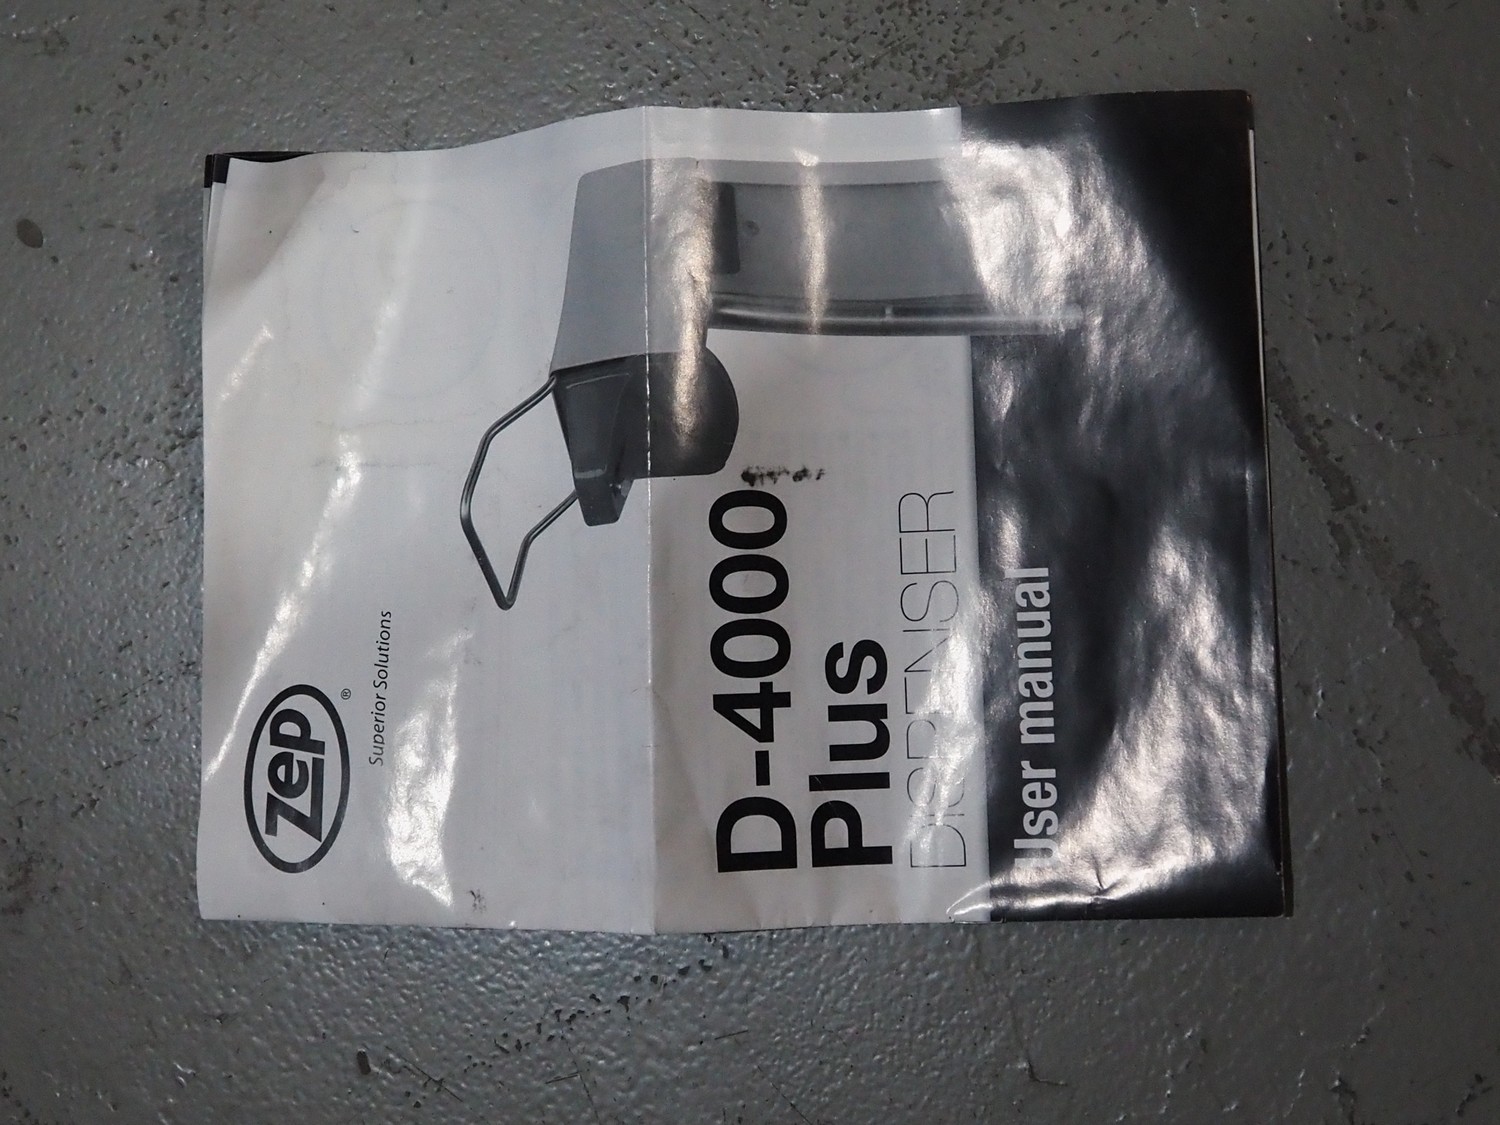 Zep®
Superior Solutions
D-4000
Plus
DISPENSER
User manual